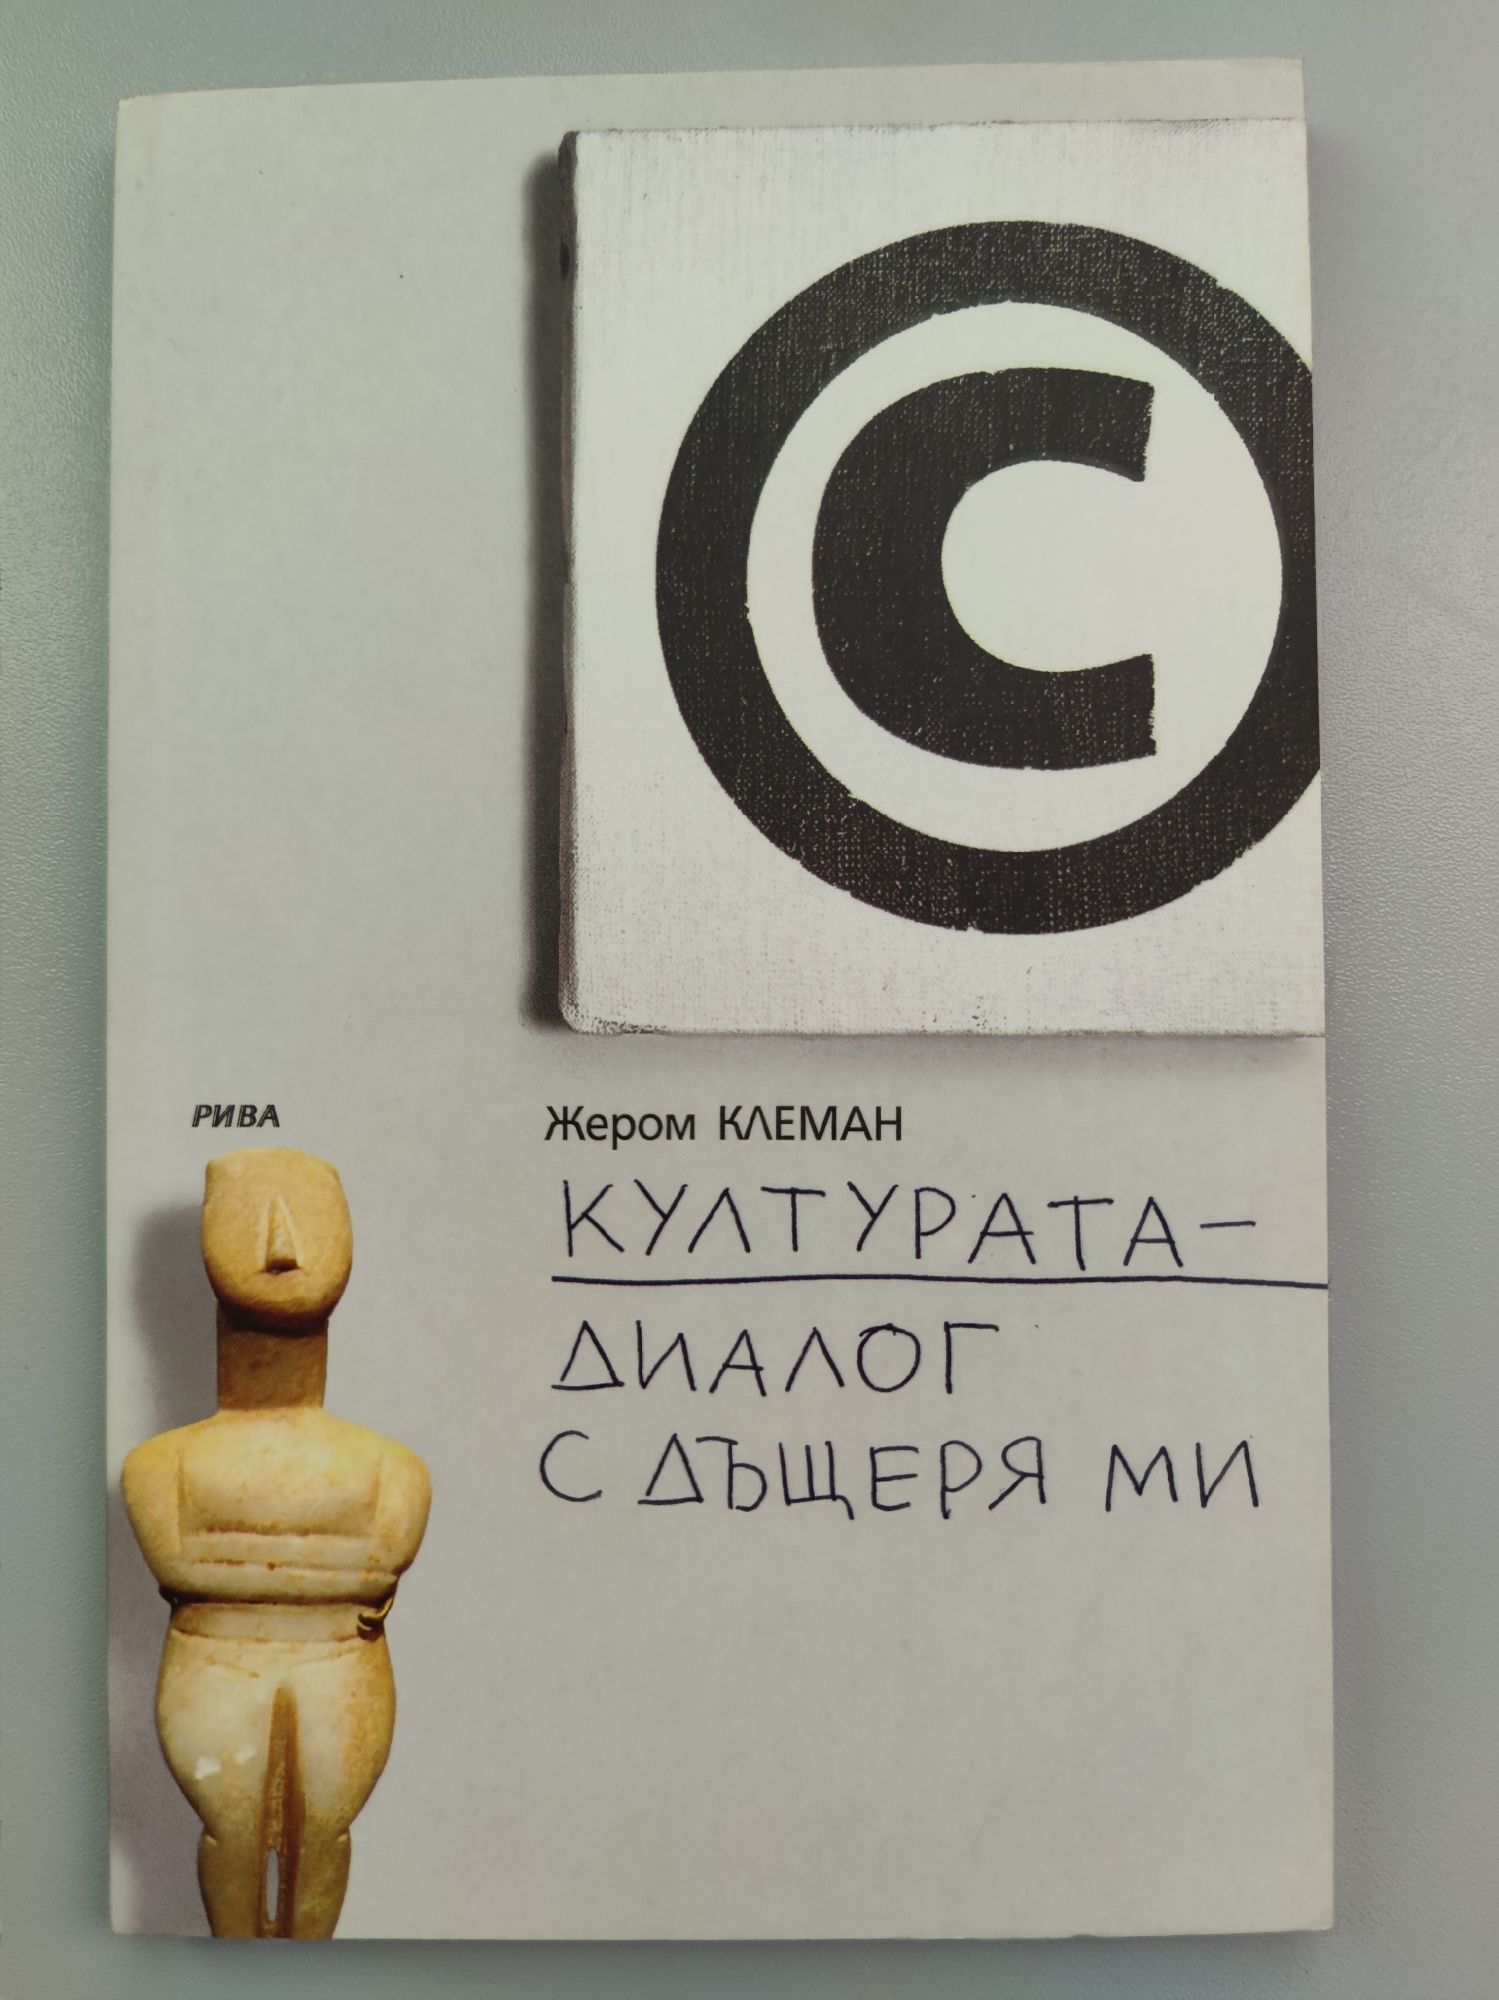 ©
РИВА
Жером КЛЕМАН
КУЛТУРАТА–
ДИАЛОГ
С ДЪЩЕРЯ МИ